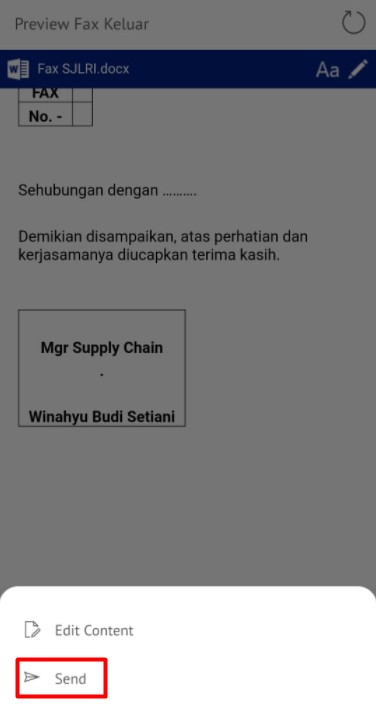 Preview Fax Keluar
W Fax SJLRI.docx Aa
FAX
No. -
Sehubungan dengan ..........
Demikian disampaikan, atas perhatian dan
kerjasamanya diucapkan terima kasih.
Mgr Supply Chain
.
Winahyu Budi Setiani
Edit Content
Send